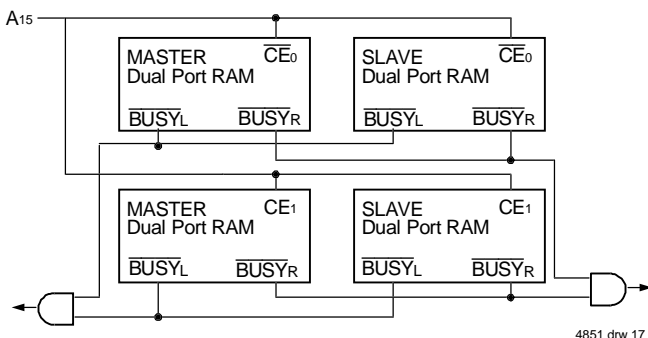 A15
MASTER CE0
Dual Port RAM
BUSYL BUSYR
SLAVE CE0
Dual Port RAM
BUSYL BUSYR
MASTER CE1
Dual Port RAM
BUSYL BUSYR
SLAVE CE1
Dual Port RAM
BUSYL BUSYR
4851 drw 17